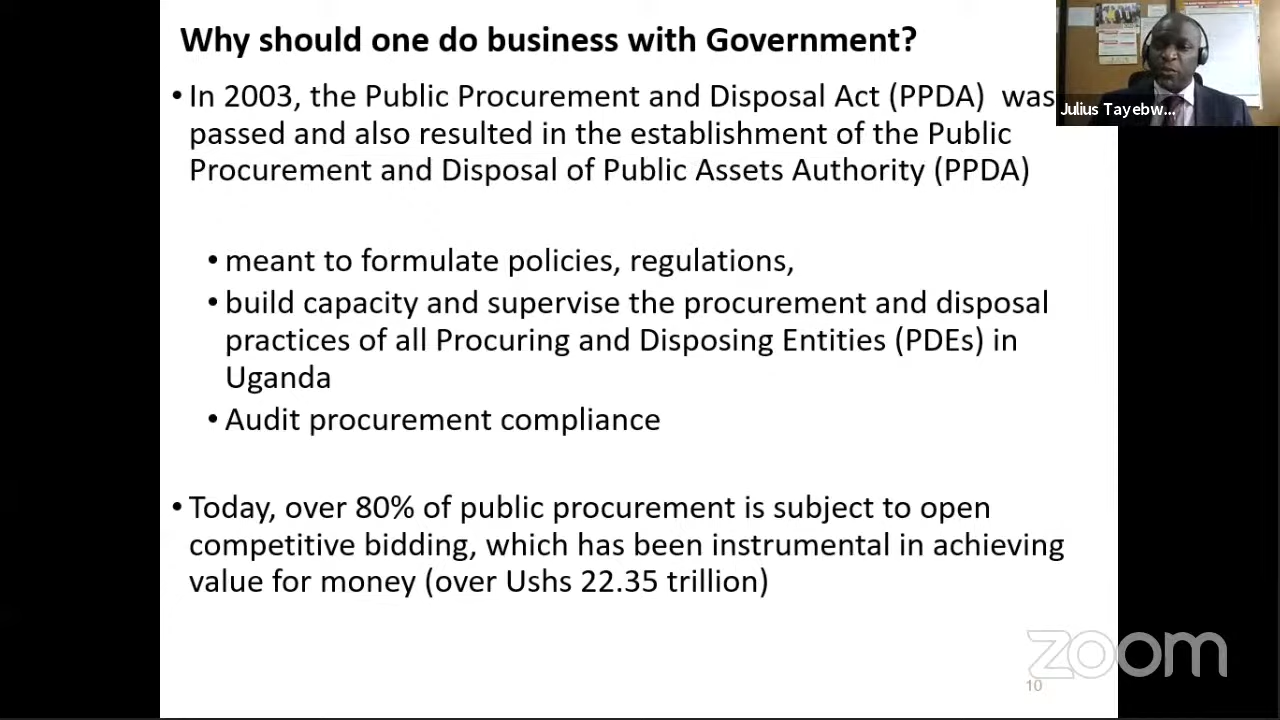 Why should one do business with Government?
• In 2003, the Public Procurement and Disposal Act (PPDA) was
passed and also resulted in the establishment of the Public
Procurement and Disposal of Public Assets Authority (PPDA)
• meant to formulate policies, regulations,
• build capacity and supervise the procurement and disposal
practices of all Procuring and Disposing Entities (PDEs) in
Uganda
• Audit procurement compliance
• Today, over 80% of public procurement is subject to open
competitive bidding, which has been instrumental in achieving
value for money (over Ushs 22.35 trillion)
Julius Tayebw...
zoom
10